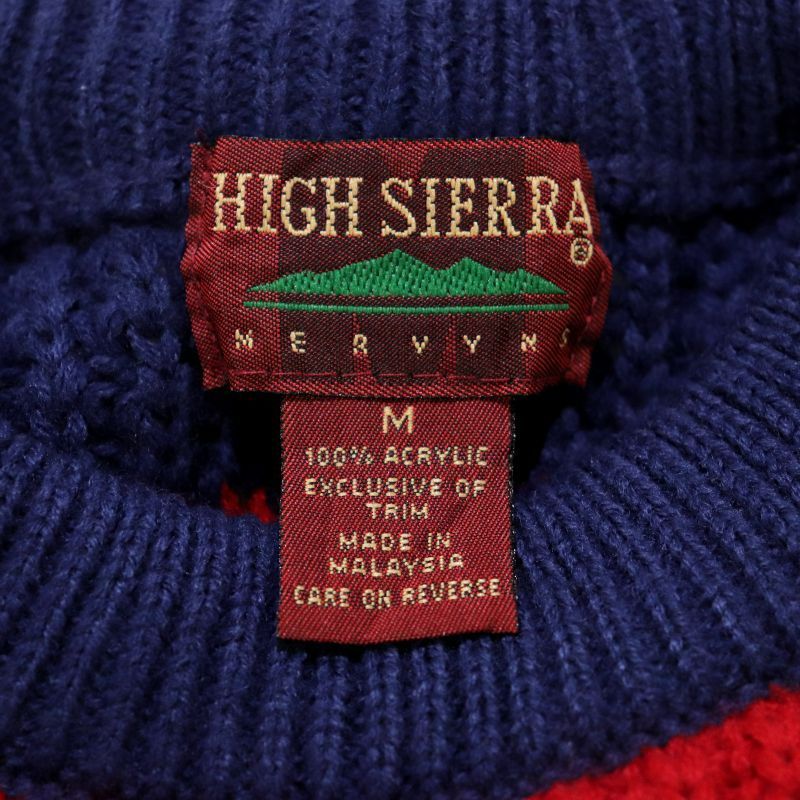 HIGH SIERRA®
MERVYNS
M
100% ACRYLIC
EXCLUSIVE OF
TRIM
MADE IN
MALAYSIA
CARE ON REVERSE